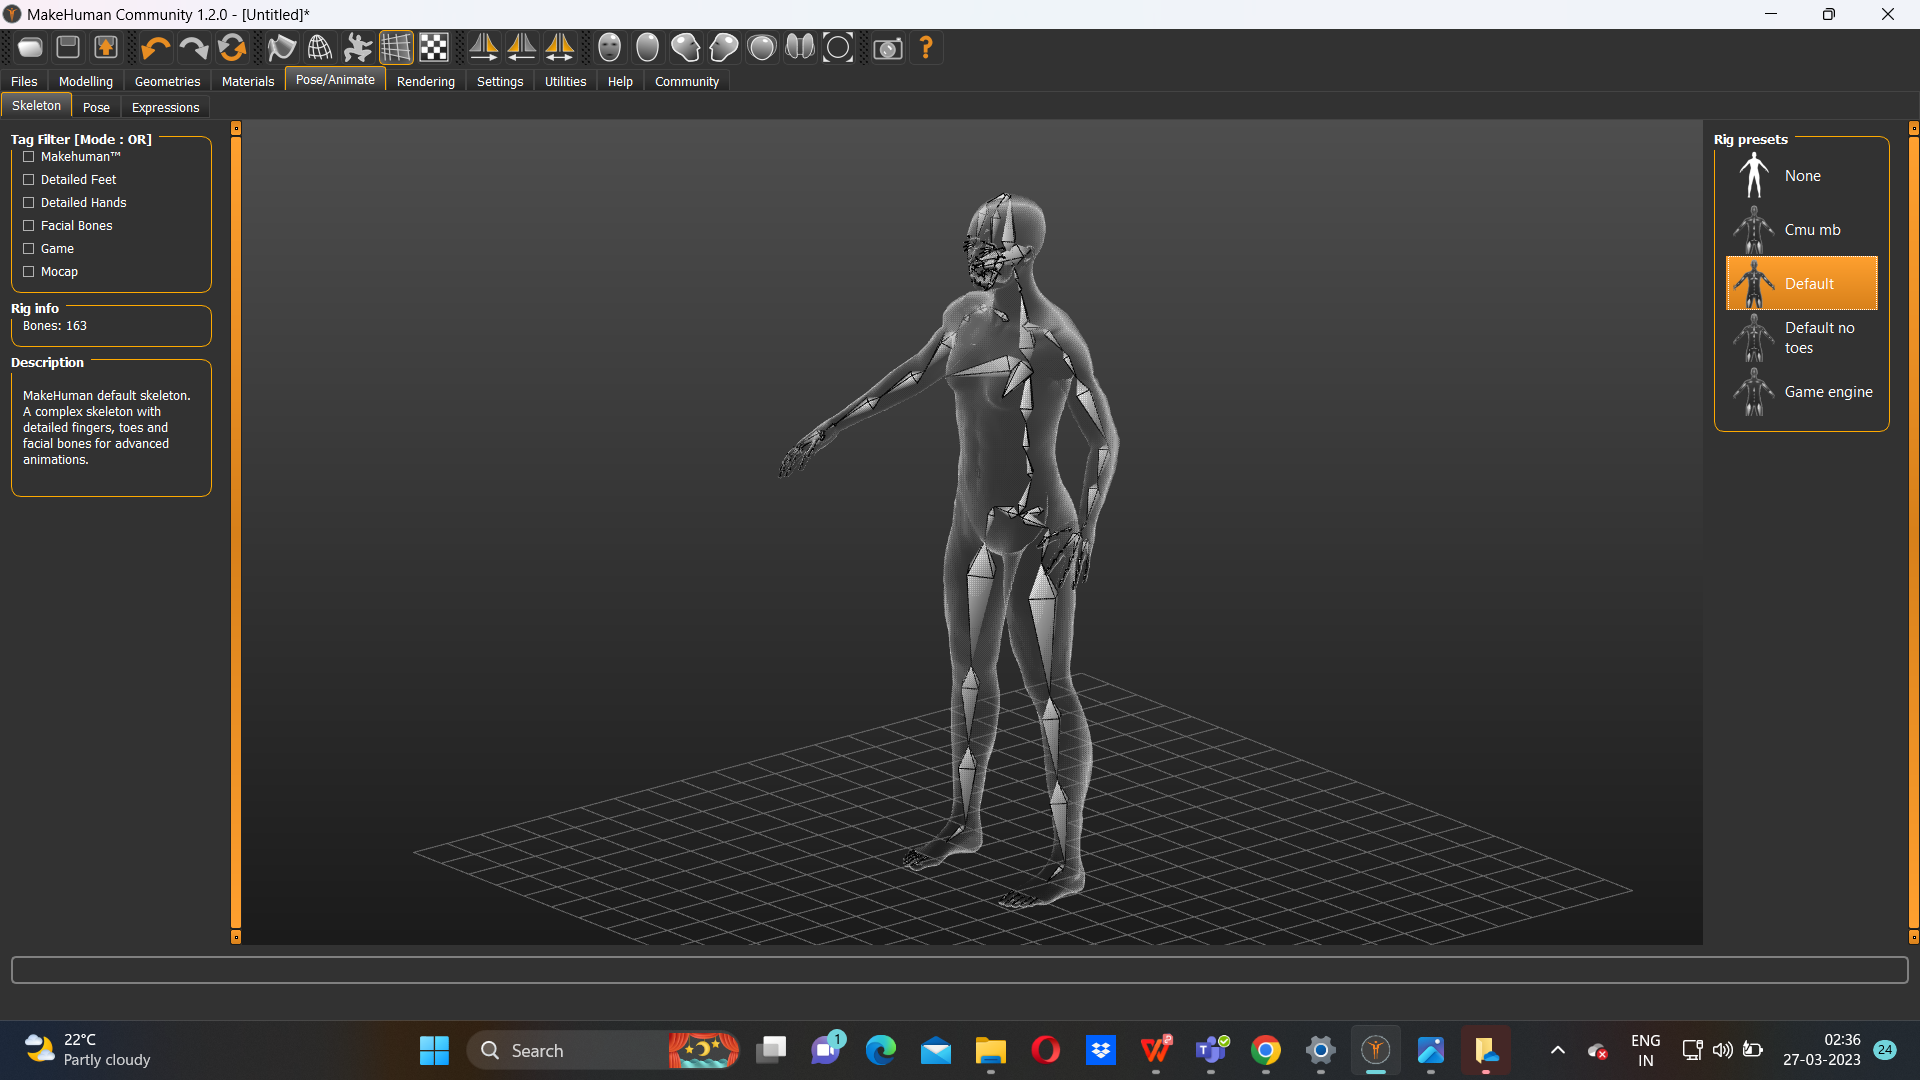 MakeHuman Community 1.2.0 - [Untitled]*
Files Modelling Geometries Materials Pose/Animate Rendering Settings Utilities Help Community
Skeleton Pose Expressions
Tag Filter [Mode : OR]
Makehuman™
Detailed Feet
Detailed Hands
Facial Bones
Game
Mocap
Rig info
Bones: 163
Description
MakeHuman default skeleton.
A complex skeleton with
detailed fingers, toes and
facial bones for advanced
animations.
Rig presets
None
Cmu mb
Default
Default no
toes
Game engine
22°C
Partly cloudy
Search
1
ENG
IN
02:36
27-03-2023
24